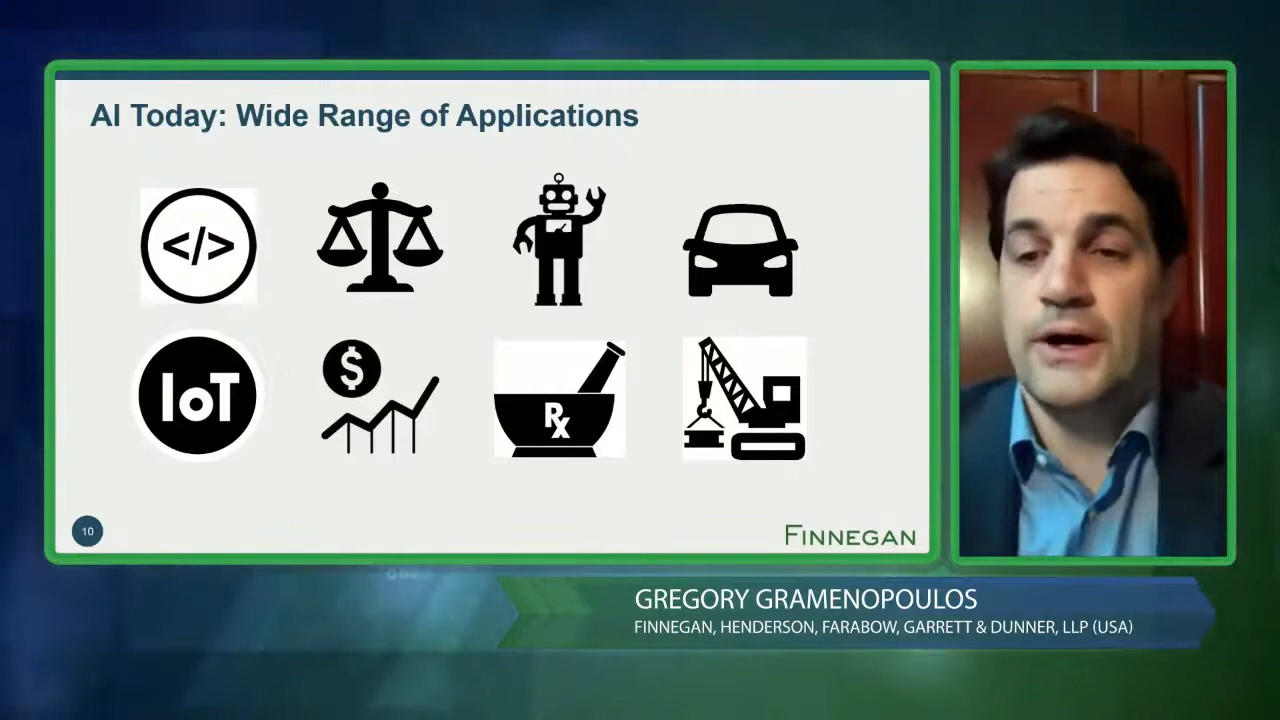 AI Today: Wide Range of Applications
</>
IoT
$
Rx
10
FINNEGAN
GREGORY GRAMENOPOULOS
FINNEGAN, HENDERSON, FARABOW, GARRETT & DUNNER, LLP (USA)